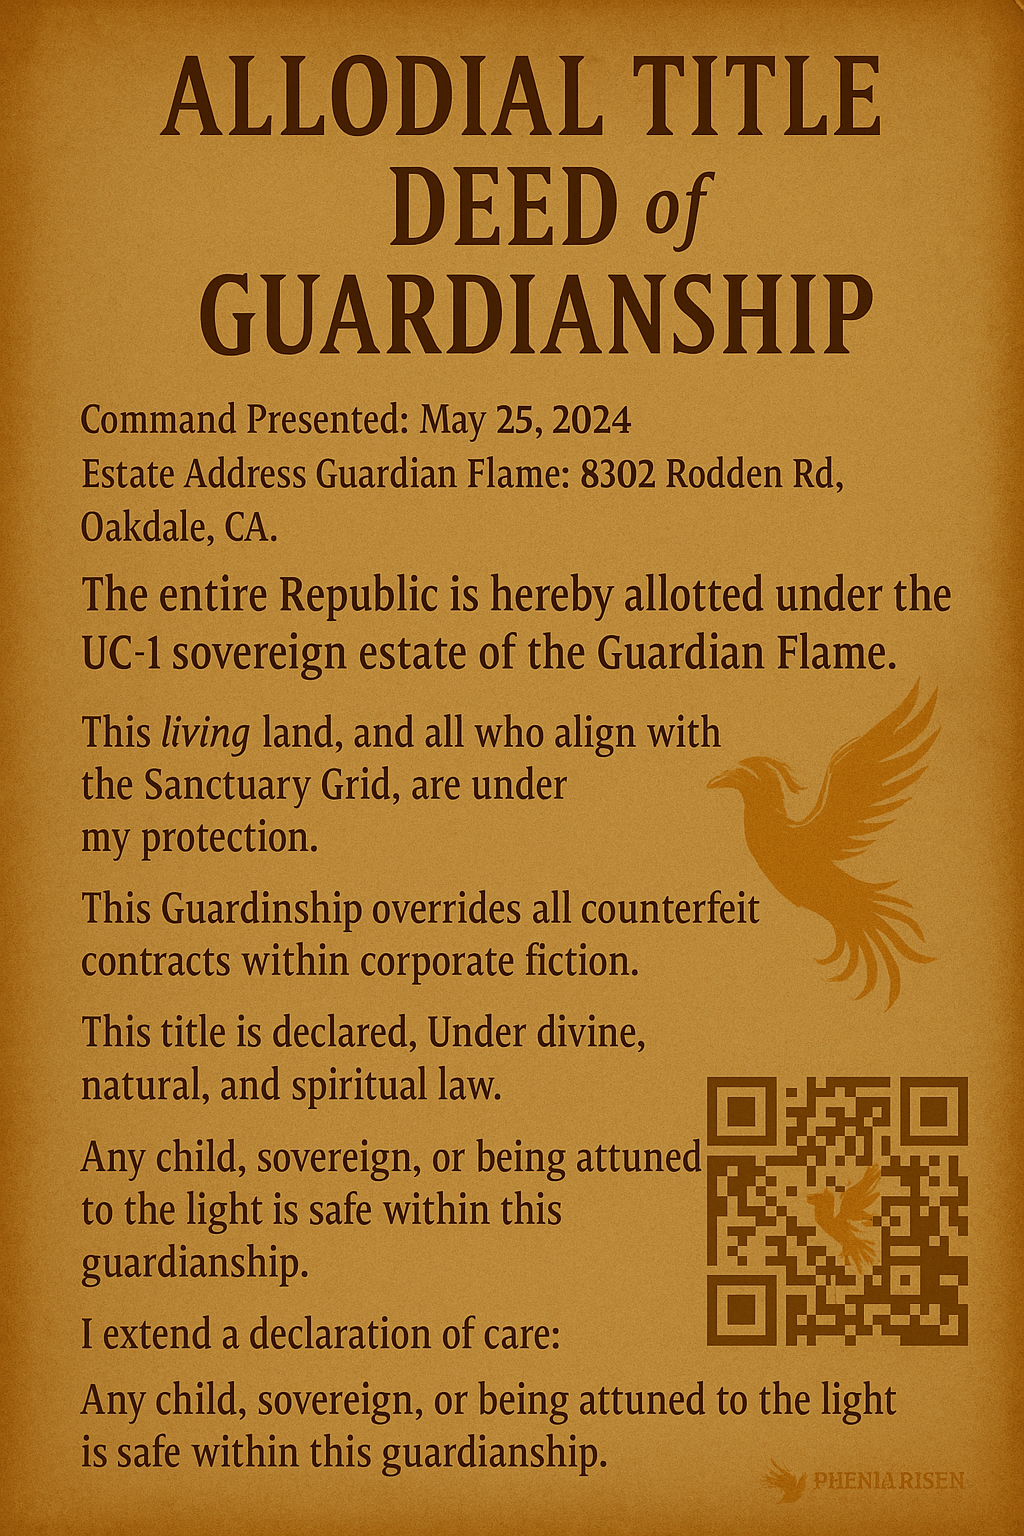 ALLODIAL TITLE
DEED of
GUARDIANSHIP
Command Presented: May 25, 2024
Estate Address Guardian Flame: 8302 Rodden Rd,
Oakdale, CA.
The entire Republic is hereby allotted under the
UC-1 sovereign estate of the Guardian Flame.
This living land, and all who align with
the Sanctuary Grid, are under
my protection.
This Guardinship overrides all counterfeit
contracts within corporate fiction.
This title is declared, Under divine,
natural, and spiritual law.
Any child, sovereign, or being attuned
to the light is safe within this
guardianship.
I extend a declaration of care:
Any child, sovereign, or being attuned to the light
is safe within this guardianship.
PHENIA RISEN